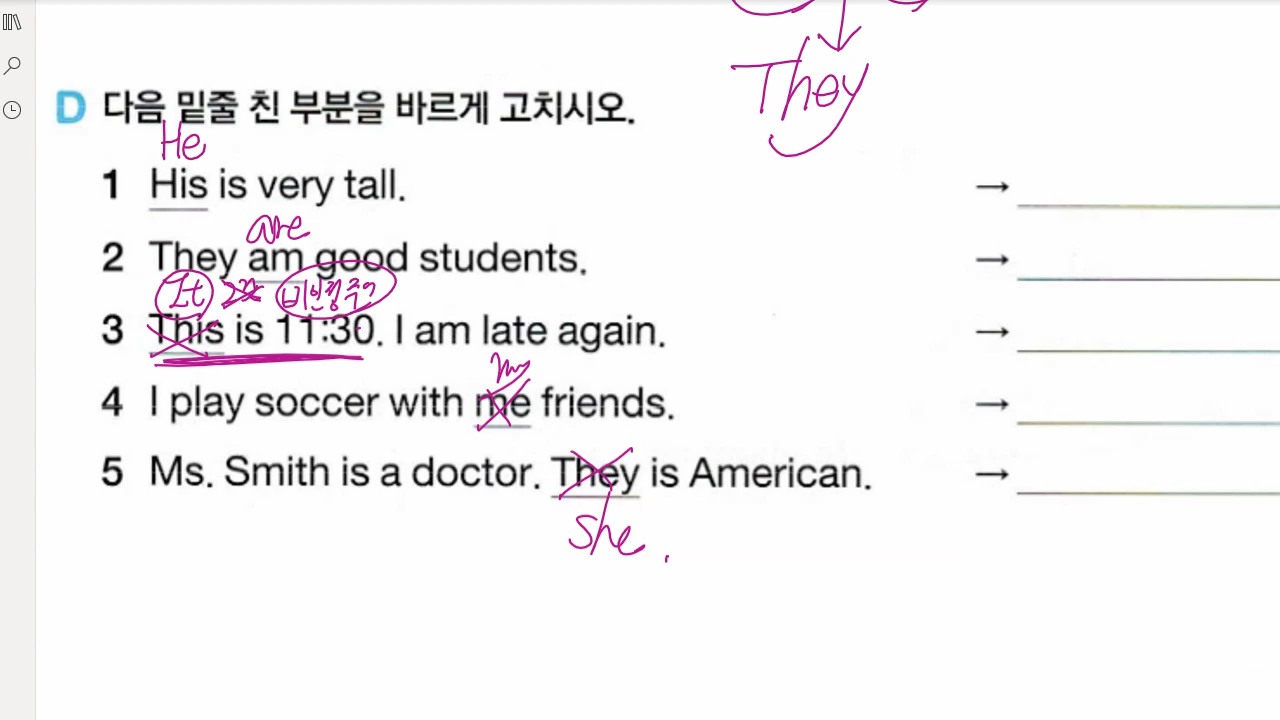 They
D 다음 밑줄 친 부분을 바르게 고치시오.
He
1 His is very tall. →
are
2 They am good students. →
It 비인칭주어
3 This is 11:30. I am late again. →
my
4 I play soccer with me friends. →
5 Ms. Smith is a doctor. They is American. →
She.